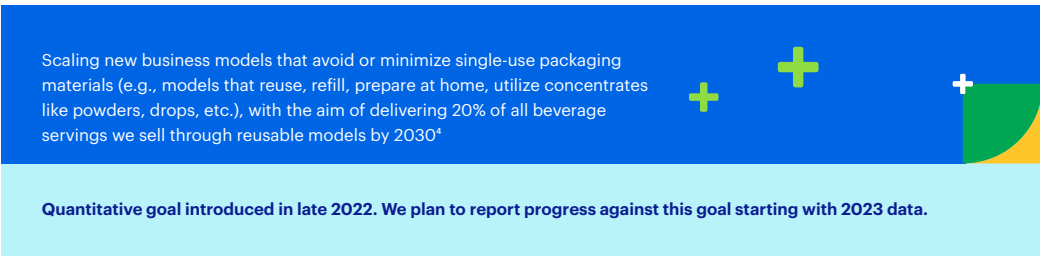 Scaling new business models that avoid or minimize single-use packaging
materials (e.g., models that reuse, refill, prepare at home, utilize concentrates
like powders, drops, etc.), with the aim of delivering 20% of all beverage
servings we sell through reusable models by 2030⁴
Quantitative goal introduced in late 2022. We plan to report progress against this goal starting with 2023 data.